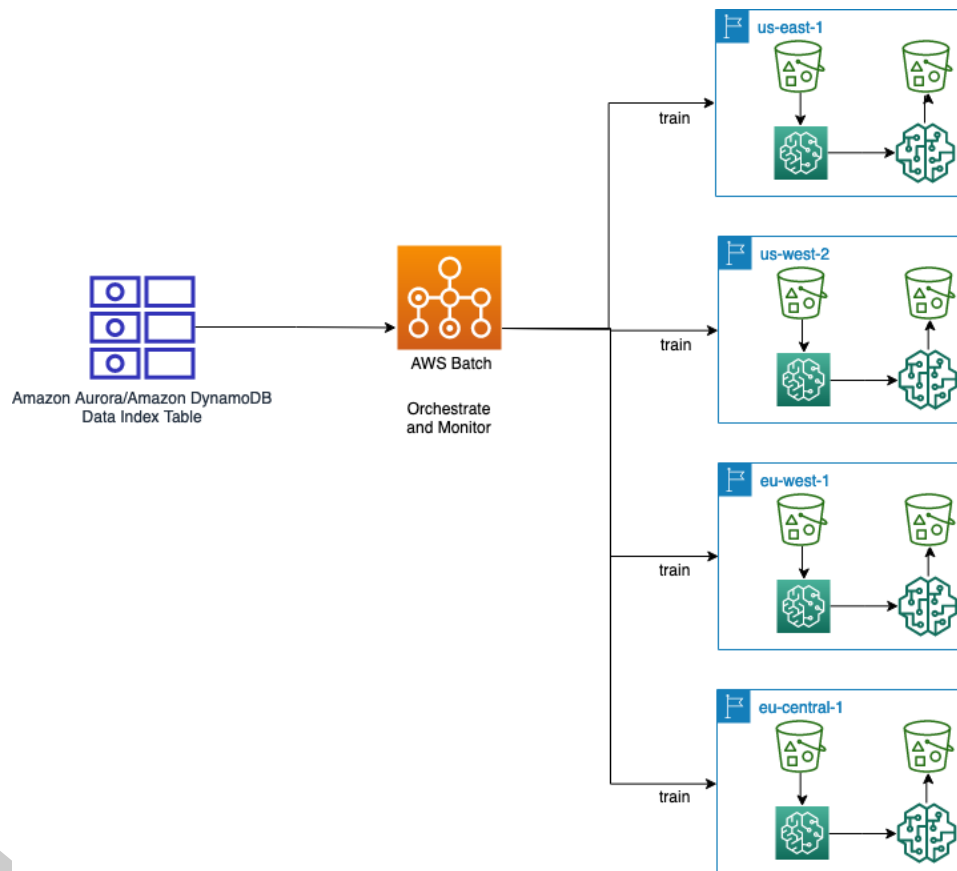 us-east-1
train
us-west-2
train
Amazon Aurora/Amazon DynamoDB
Data Index Table
AWS Batch
Orchestrate
and Monitor
eu-west-1
train
eu-central-1
train